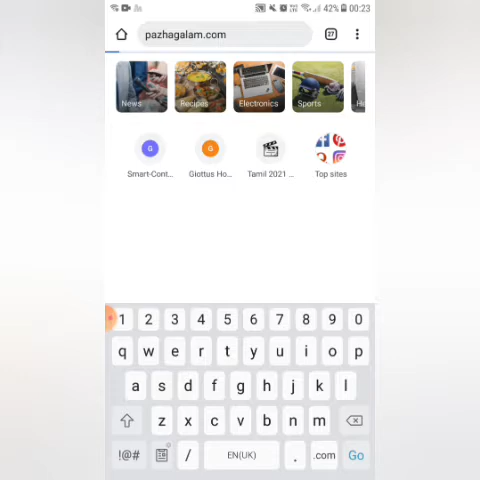 42% 00:23
pazhagalam.com
27
News Recipes Electronics Sports
G G
Smart-Cont... Giottus Ho... Tamil 2021 ... Top sites
1 2 3 4 5 6 7 8 9 0
q w e r t y u i o p
a s d f g h j k l
z x c v b n m
!@# / EN(UK) . .com Go